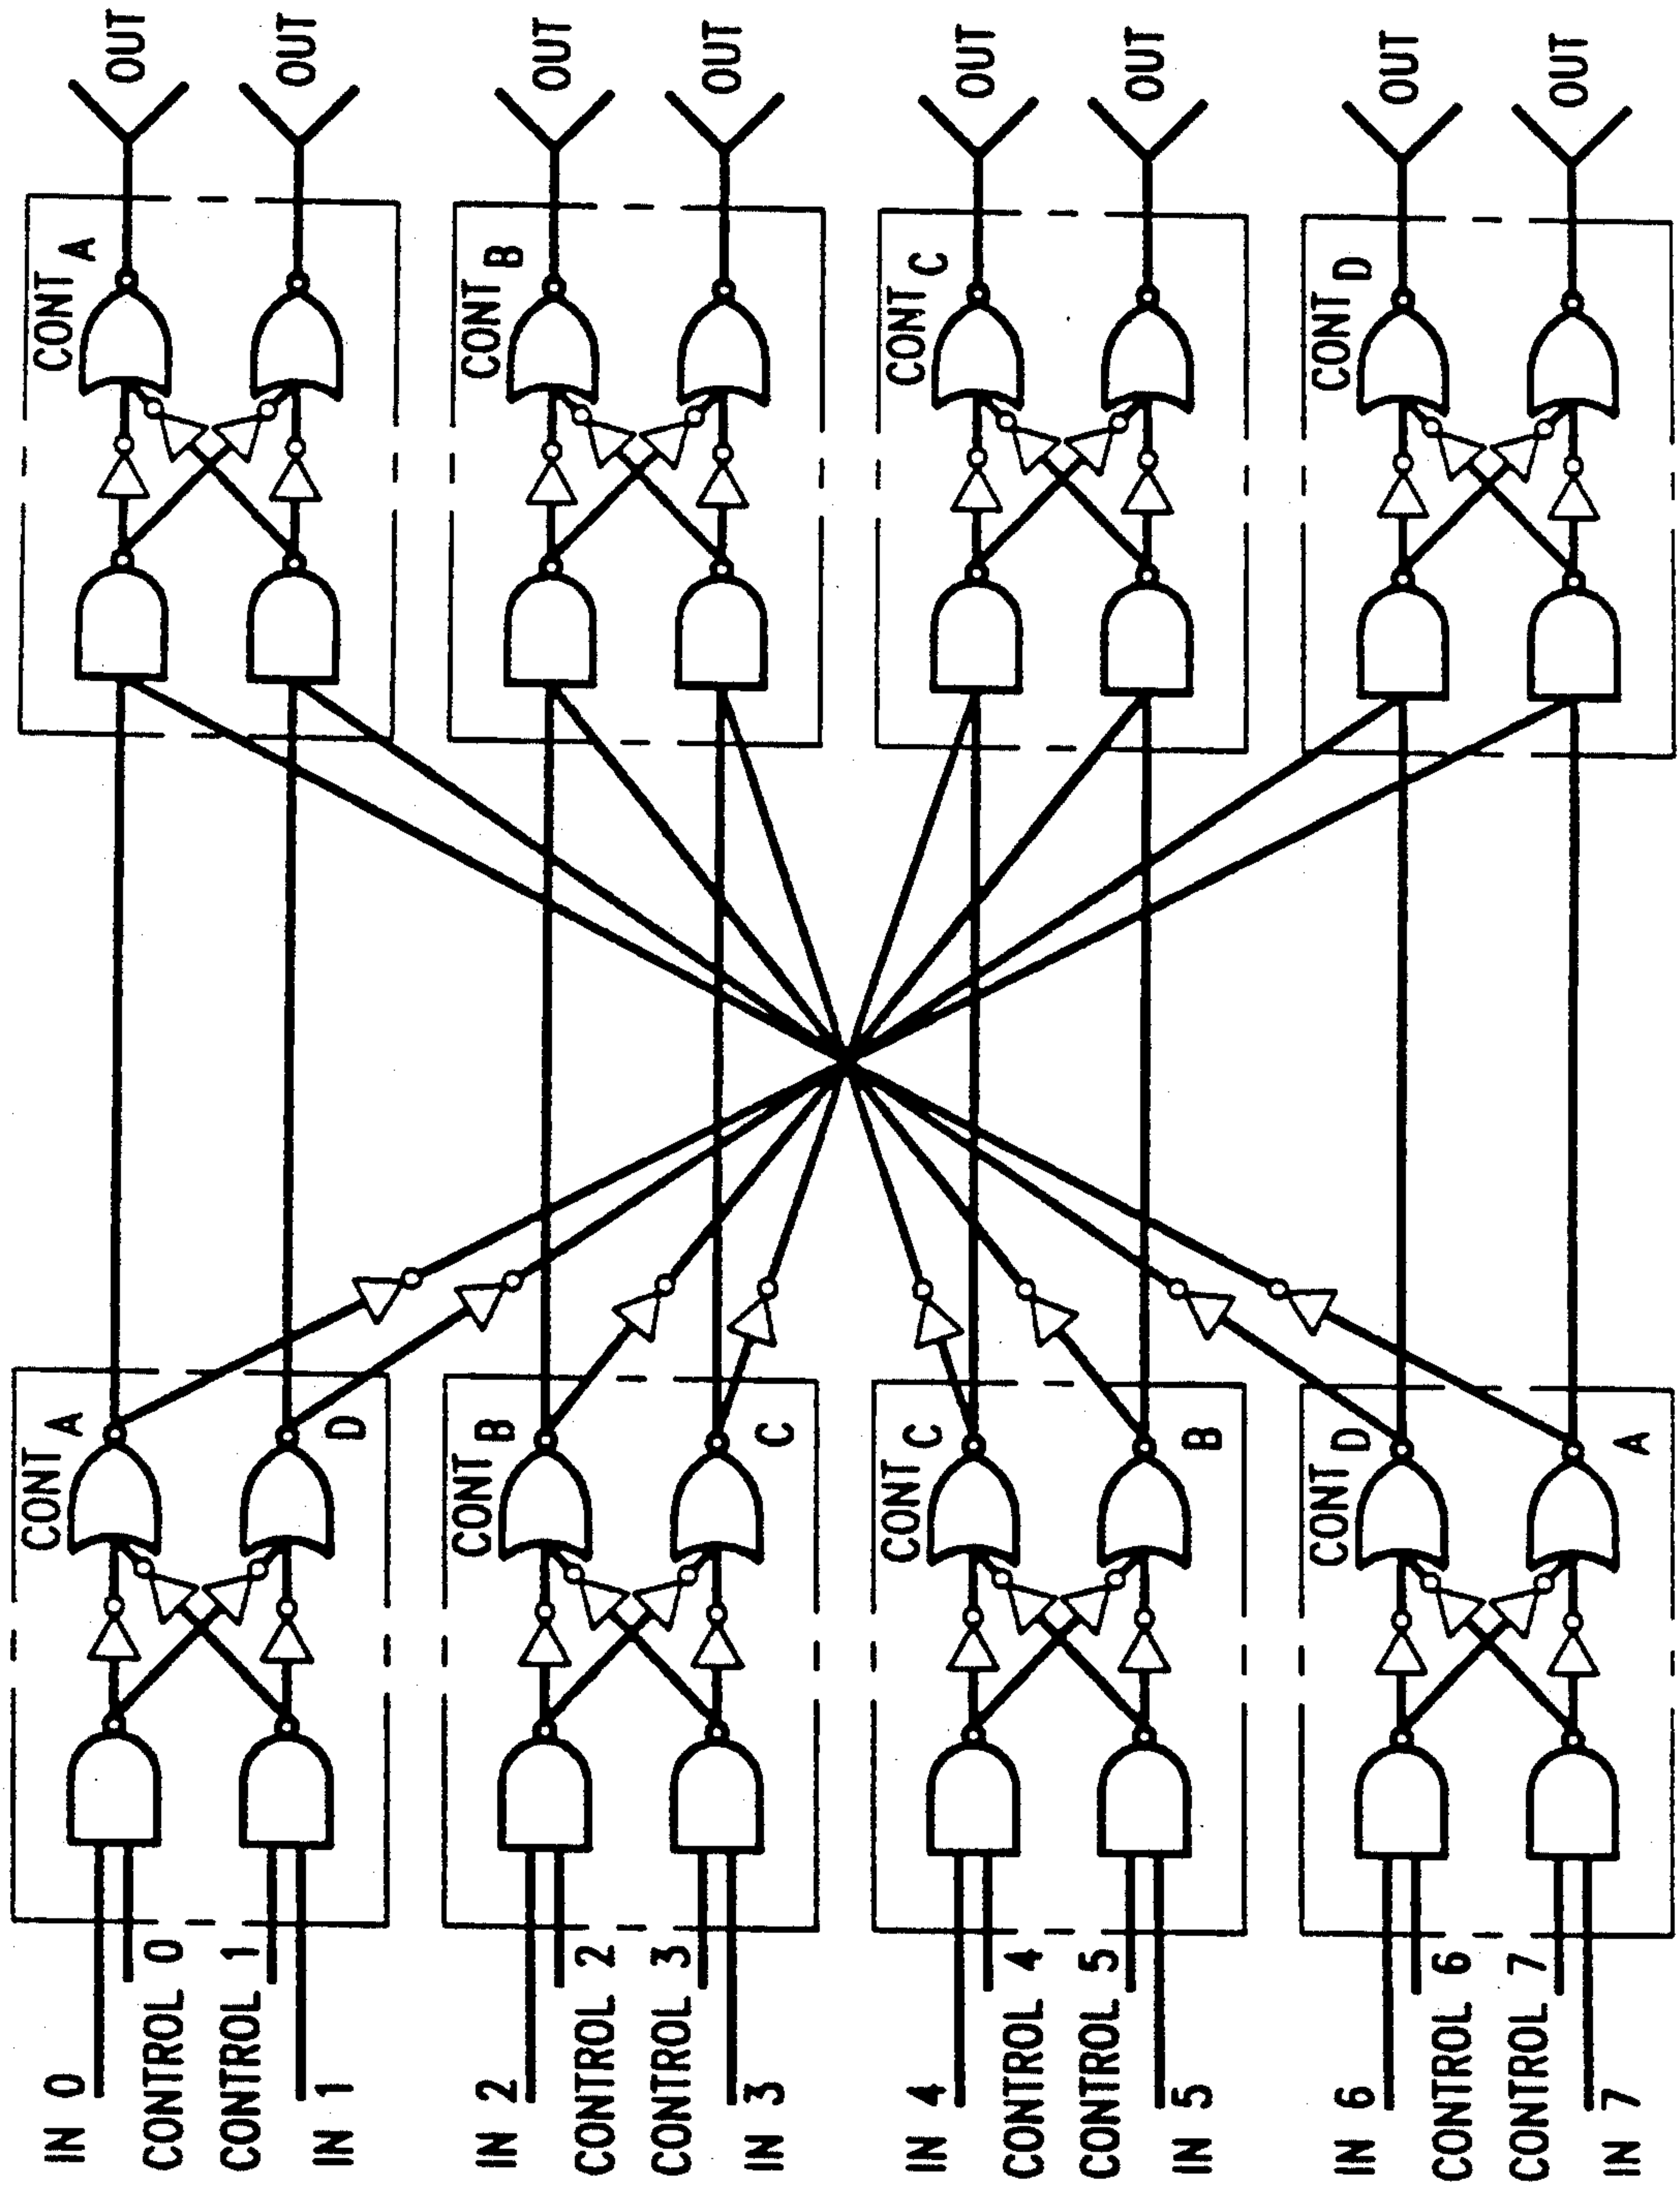 OUT
OUT
OUT
OUT
OUT
OUT
OUT
OUT
CONT A
CONT B
CONT C
CONT D
CONT A
D
CONT B
C
CONT C
B
CONT D
A
IN 0
CONTROL 0
CONTROL 1
IN 1
IN 2
CONTROL 2
CONTROL 3
IN 3
IN 4
CONTROL 4
CONTROL 5
IN 5
IN 6
CONTROL 6
CONTROL 7
IN 7